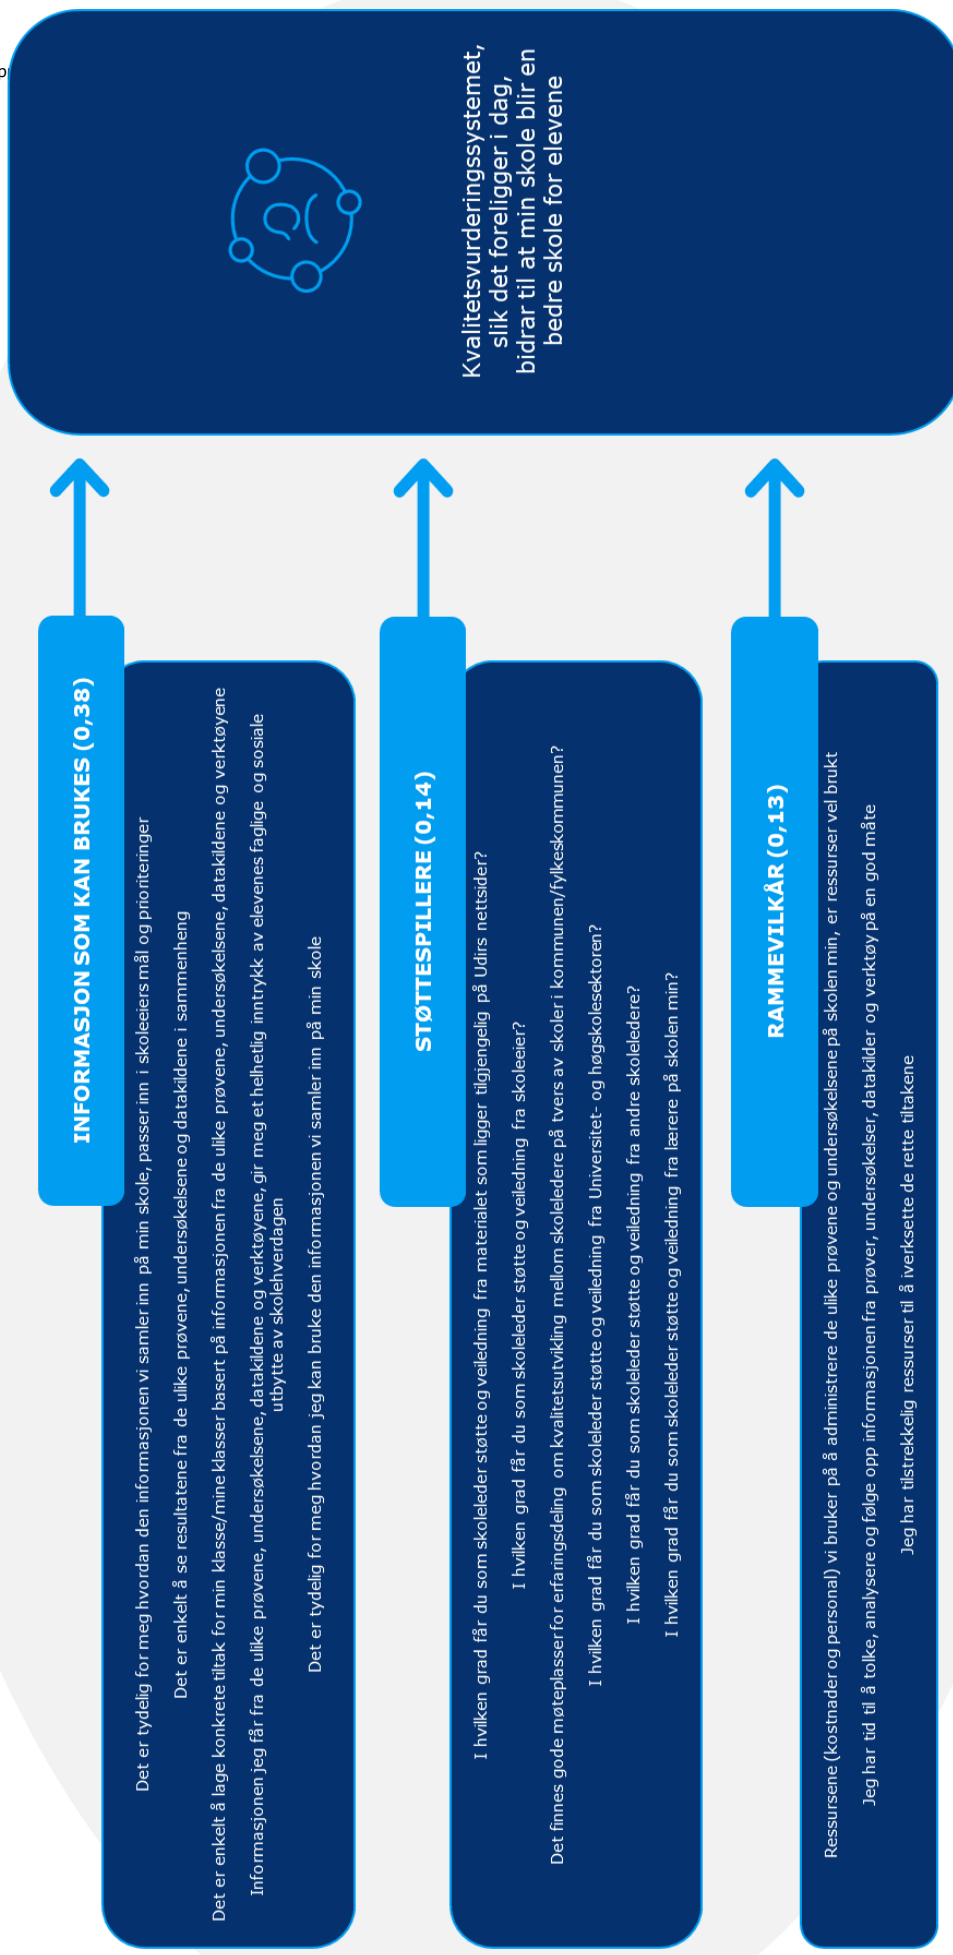 INFORMASJON SOM KAN BRUKES (0,38)
Det er tydelig for meg hvordan den informasjonen vi samler inn på min skole, passer inn i skoleeiers mål og prioriteringer
Det er enkelt å se resultatene fra de ulike prøvene, undersøkelsene og datakildene i sammenheng
Det er enkelt å lage konkrete tiltak for min klasse/mine klasser basert på informasjonen fra de ulike prøvene, undersøkelsene, datakildene og verktøyene
Informasjonen jeg får fra de ulike prøvene, undersøkelsene, datakildene og verktøyene, gir meg et helhetlig inntrykk av elevenes faglige og sosiale
utbytte av skolehverdagen
Det er tydelig for meg hvordan jeg kan bruke den informasjonen vi samler inn på min skole
STØTTESPILLERE (0,14)
I hvilken grad får du som skoleleder støtte og veiledning fra materialet som ligger tilgjengelig på Udirs nettsider?
I hvilken grad får du som skoleleder støtte og veiledning fra skoleeier?
Det finnes gode møteplasser for erfaringsdeling om kvalitetsutvikling mellom skoleledere på tvers av skoler i kommunen/fylkeskommunen?
I hvilken grad får du som skoleleder støtte og veiledning fra Universitet- og høgskolesektoren?
I hvilken grad får du som skoleleder støtte og veiledning fra andre skoleledere?
I hvilken grad får du som skoleleder støtte og veiledning fra lærere på skolen min?
RAMMEVILKÅR (0,13)
Ressursene (kostnader og personal) vi bruker på å administrere de ulike prøvene og undersøkelsene på skolen min, er ressurser vel brukt
Jeg har tid til å tolke, analysere og følge opp informasjonen fra prøver, undersøkelser, datakilder og verktøy på en god måte
Jeg har tilstrekkelig ressurser til å iverksette de rette tiltakene
Kvalitetsvurderingssystemet,
slik det foreligger i dag,
bidrar til at min skole blir en
bedre skole for elevene